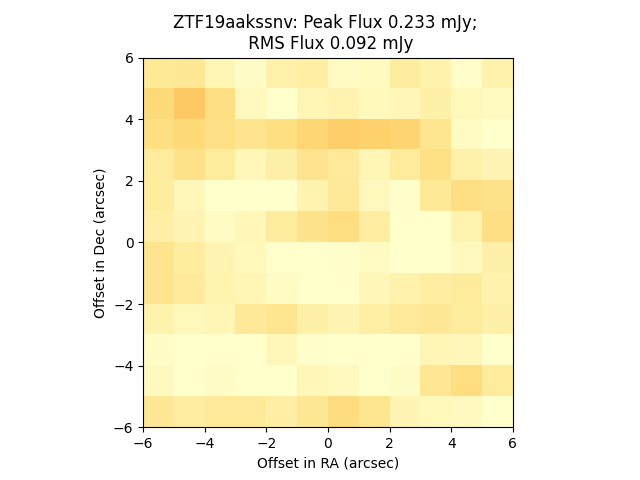 ZTF19aakssnv: Peak Flux 0.233 mJy;
RMS Flux 0.092 mJy
6
4
2
0
−2
−4
−6
Offset in Dec (arcsec)
−6 −4 −2 0 2 4 6
Offset in RA (arcsec)